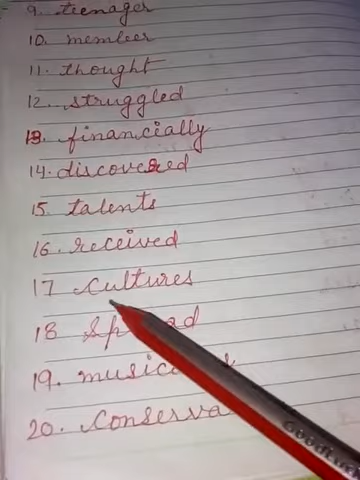 9. teenager
10. member
11. thought
12. struggled
13. financially
14. discovered
15. talents
16. received
17 cultures
18
19.
20.